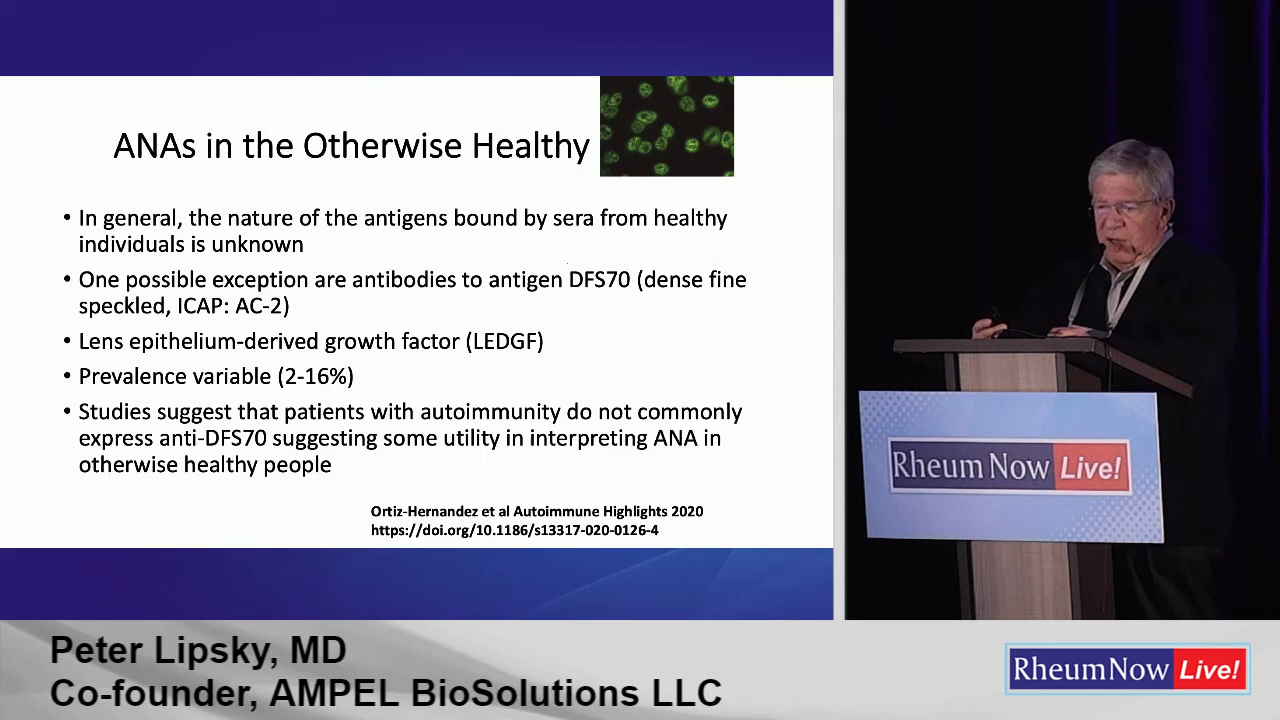 ANAs in the Otherwise Healthy
• In general, the nature of the antigens bound by sera from healthy
individuals is unknown
• One possible exception are antibodies to antigen DFS70 (dense fine
speckled, ICAP: AC-2)
• Lens epithelium-derived growth factor (LEDGF)
• Prevalence variable (2-16%)
• Studies suggest that patients with autoimmunity do not commonly
express anti-DFS70 suggesting some utility in interpreting ANA in
otherwise healthy people
Ortiz-Hernandez et al Autoimmune Highlights 2020
https://doi.org/10.1186/s13317-020-0126-4
Rheum Now Live!
Peter Lipsky, MD
Co-founder, AMPEL BioSolutions LLC
RheumNow Live!